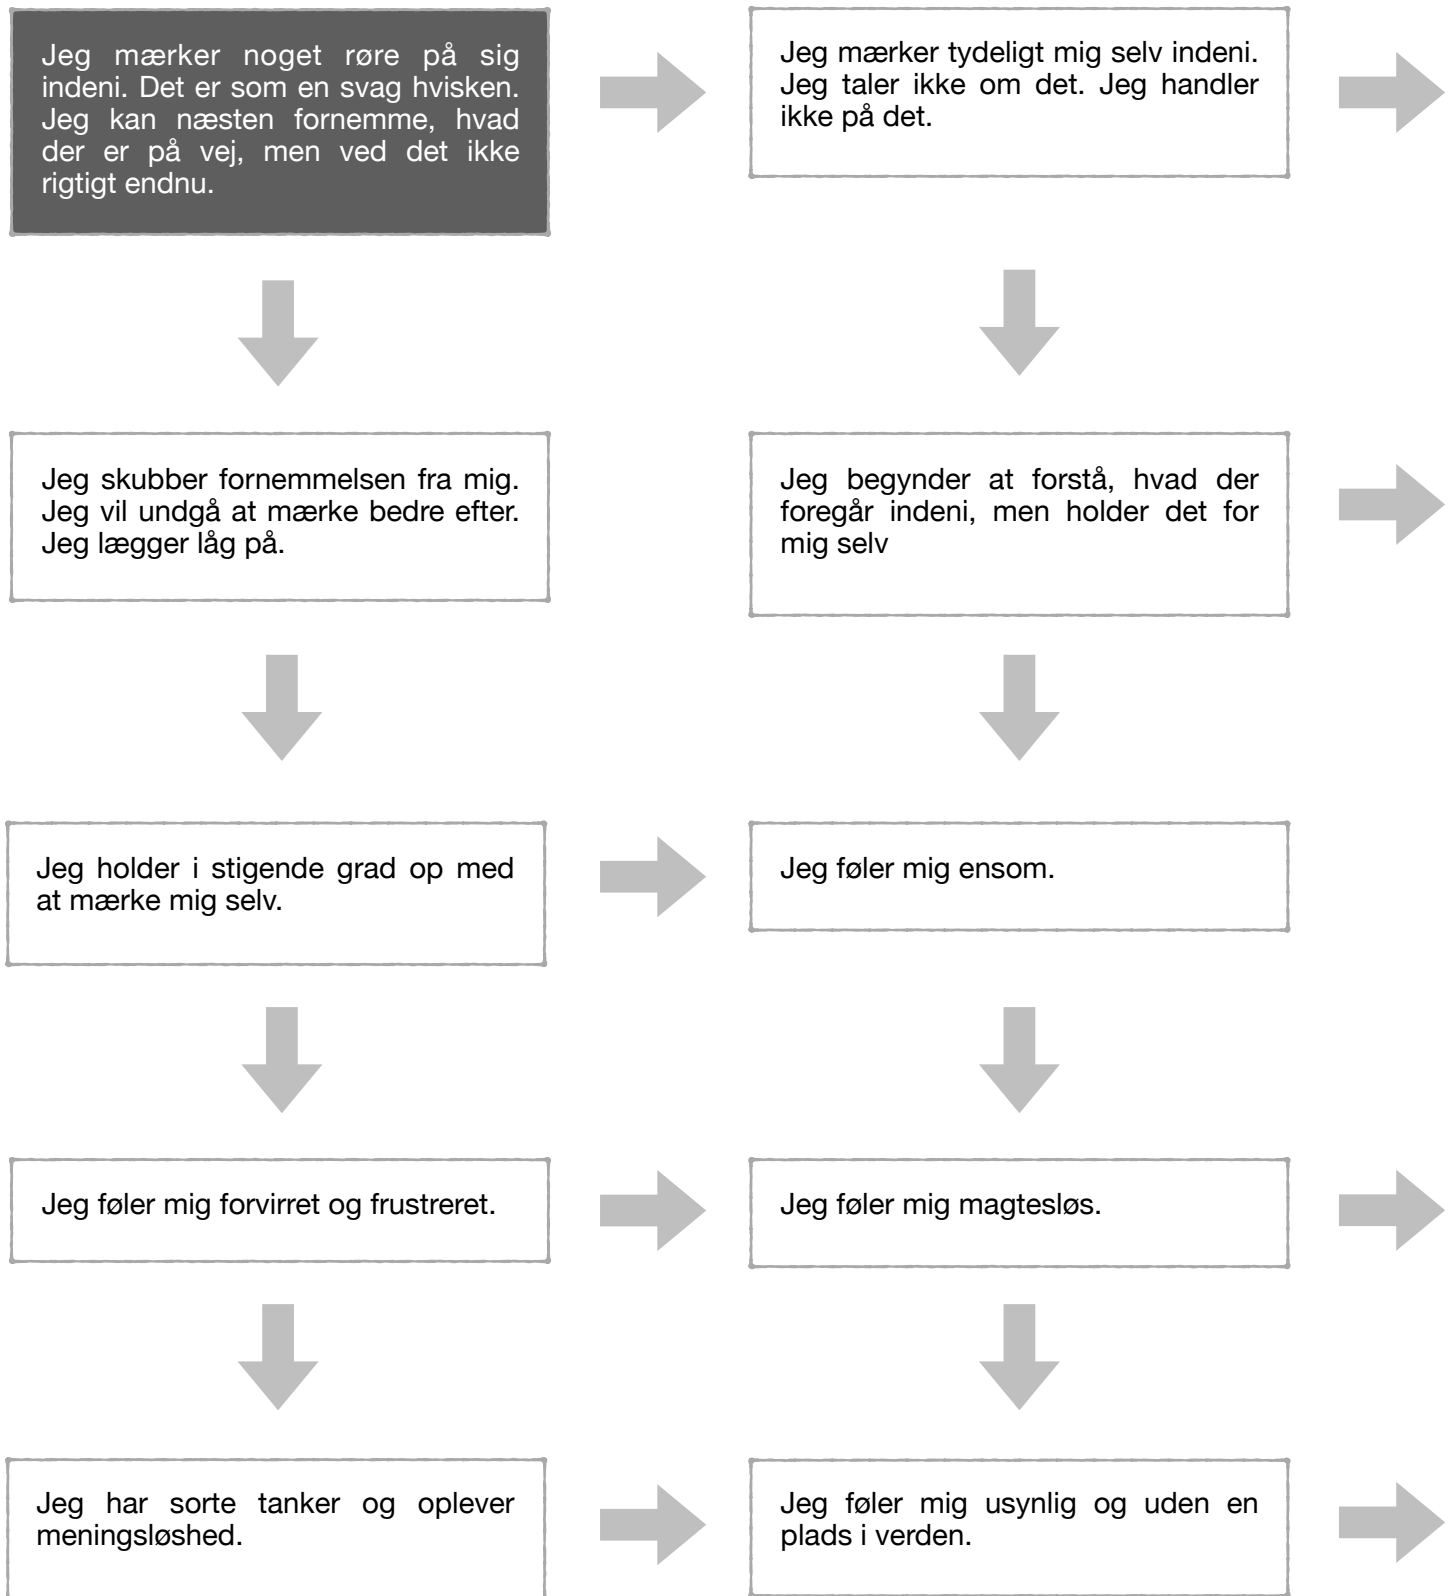 Jeg mærker noget røre på sig
indeni. Det er som en svag hvisken.
Jeg kan næsten fornemme, hvad
der er på vej, men ved det ikke
rigtigt endnu.
Jeg mærker tydeligt mig selv indeni.
Jeg taler ikke om det. Jeg handler
ikke på det.
Jeg skubber fornemmelsen fra mig.
Jeg vil undgå at mærke bedre efter.
Jeg lægger låg på.
Jeg begynder at forstå, hvad der
foregår indeni, men holder det for
mig selv
Jeg holder i stigende grad op med
at mærke mig selv.
Jeg føler mig ensom.
Jeg føler mig forvirret og frustreret.
Jeg føler mig magtesløs.
Jeg har sorte tanker og oplever
meningsløshed.
Jeg føler mig usynlig og uden en
plads i verden.